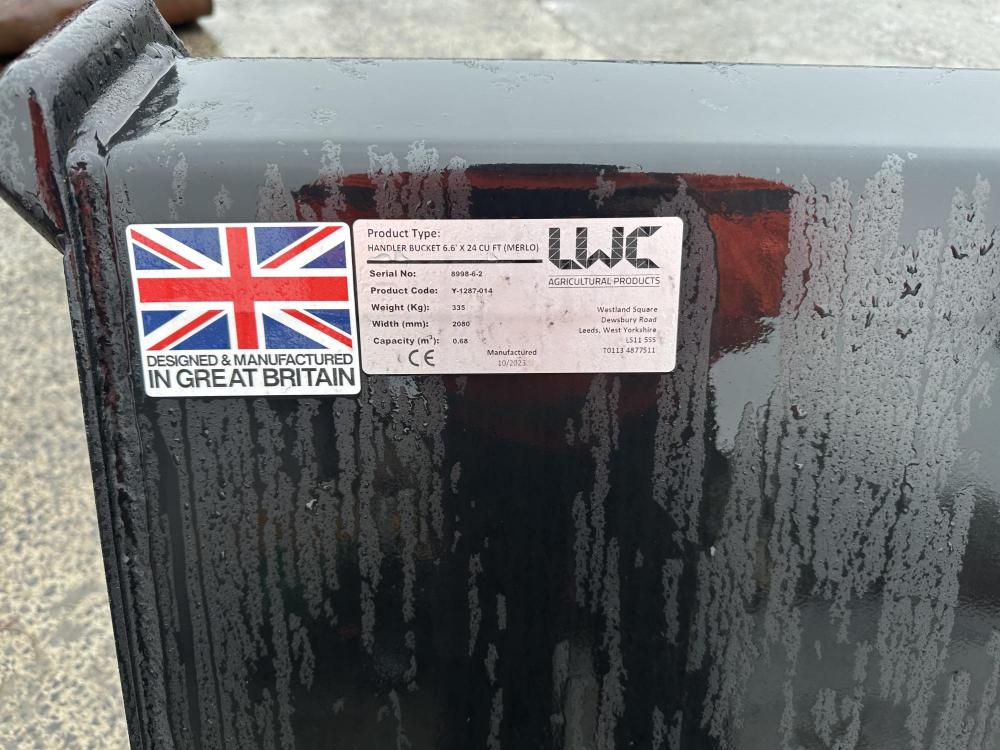 DESIGNED & MANUFACTURED
IN GREAT BRITAIN
Product Type:
HANDLER BUCKET 6.6' X 24 CU FT (MERLO)
Serial No: 8998-6-2
Product Code: Y-1287-014
Weight (Kg): 335
Width (mm): 2080
Capacity (m³): 0.68
CE
Manufactured
10/2023
LWC
AGRICULTURAL PRODUCTS
Westland Square
Dewsbury Road
Leeds, West Yorkshire
LS11 5SS
T0113 4877511